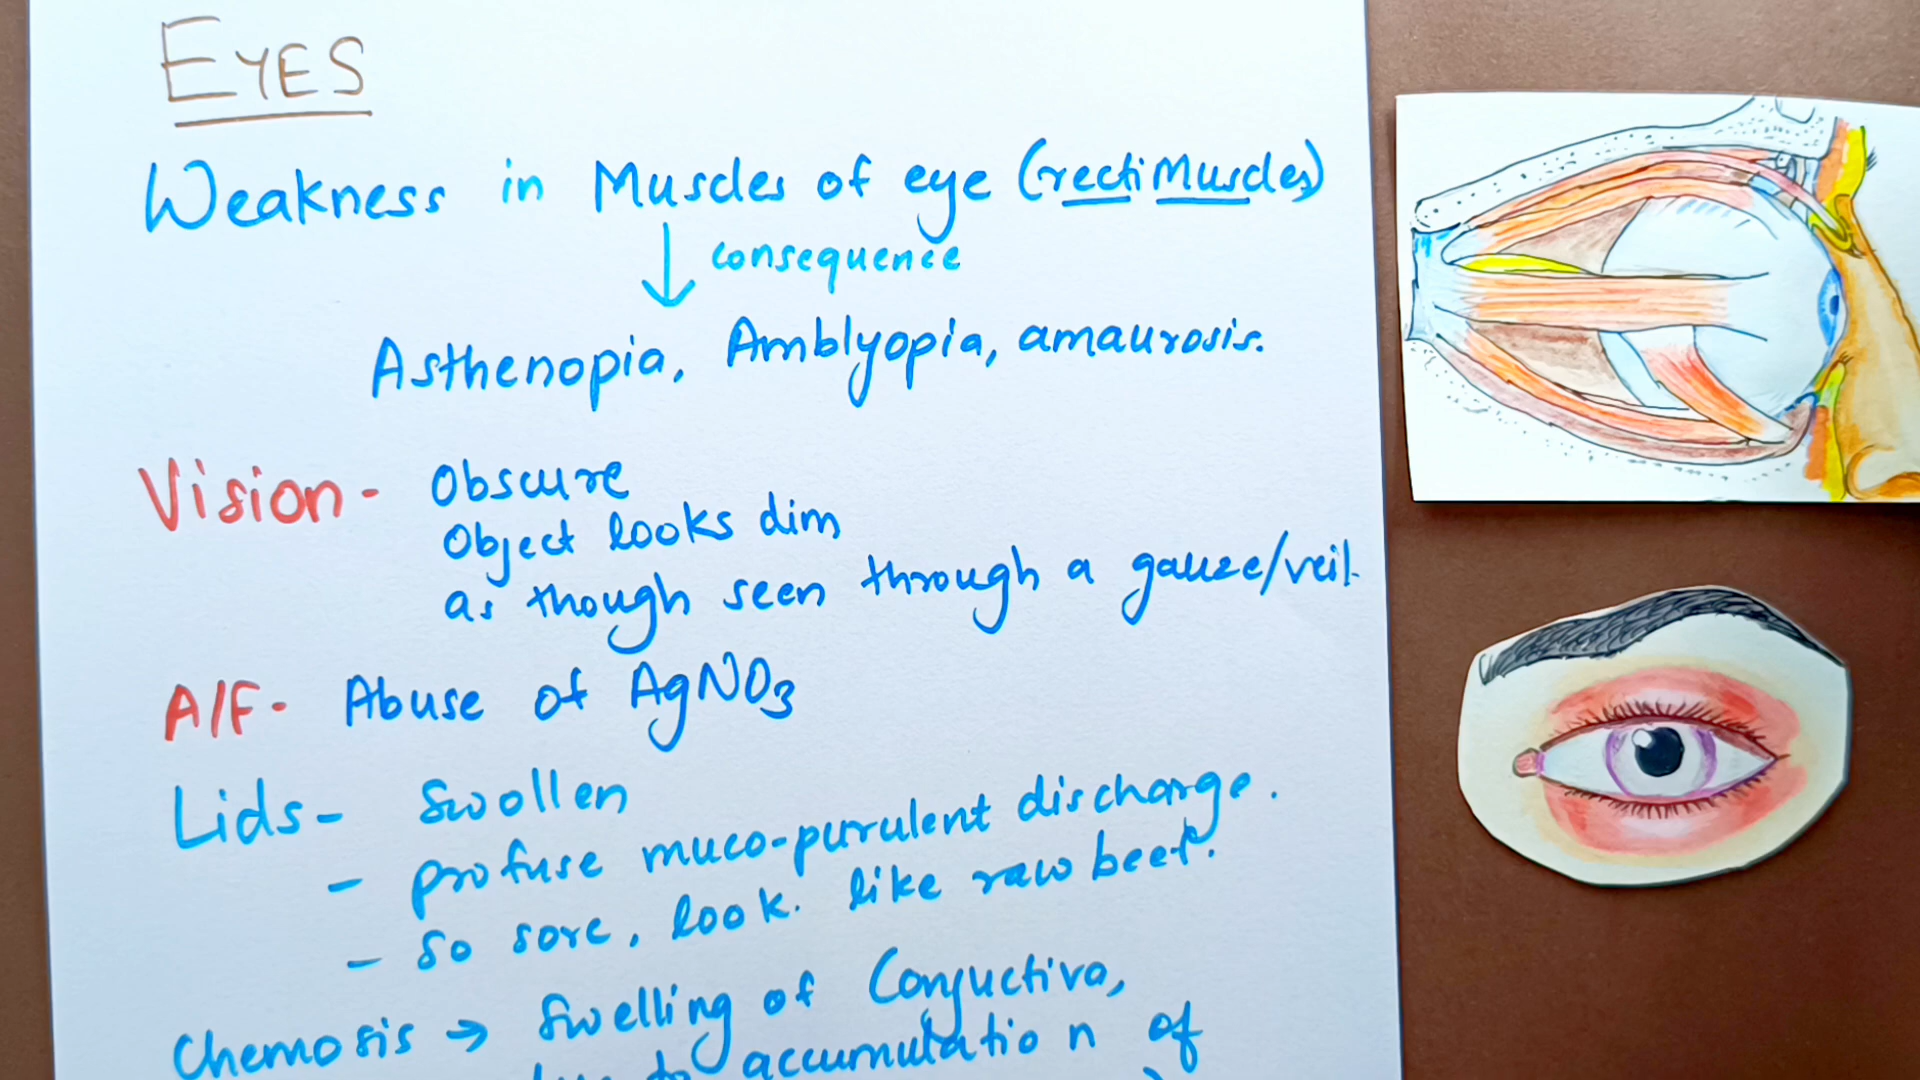 EYES
Weakness in Muscles of eye (recti Muscles)
↓ consequence
Asthenopia, Amblyopia, amaurosis.
Vision - Obscure
Object looks dim
as though seen through a gauze/veil.
A/F - Abuse of AgNO3
Lids - Swollen
- profuse muco-purulent discharge.
- so sore, look. like raw beef.
Chemosis → Swelling of Conjuctiva,
due to accumulation of